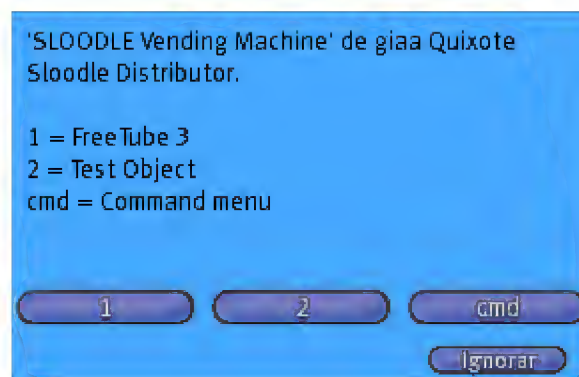 'SLOODLE Vending Machine' de giaa Quixote
Sloodle Distributor.
1 = FreeTube 3
2 = Test Object
cmd = Command menu
1 2 cmd
Ignorar